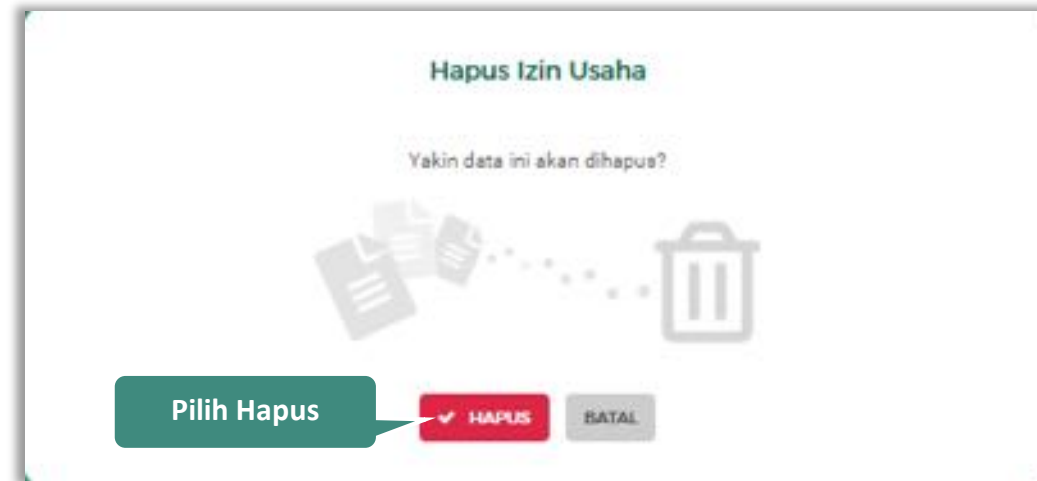 Hapus Izin Usaha
Yakin data ini akan dihapus?
Pilih Hapus
HAPUS
BATAL